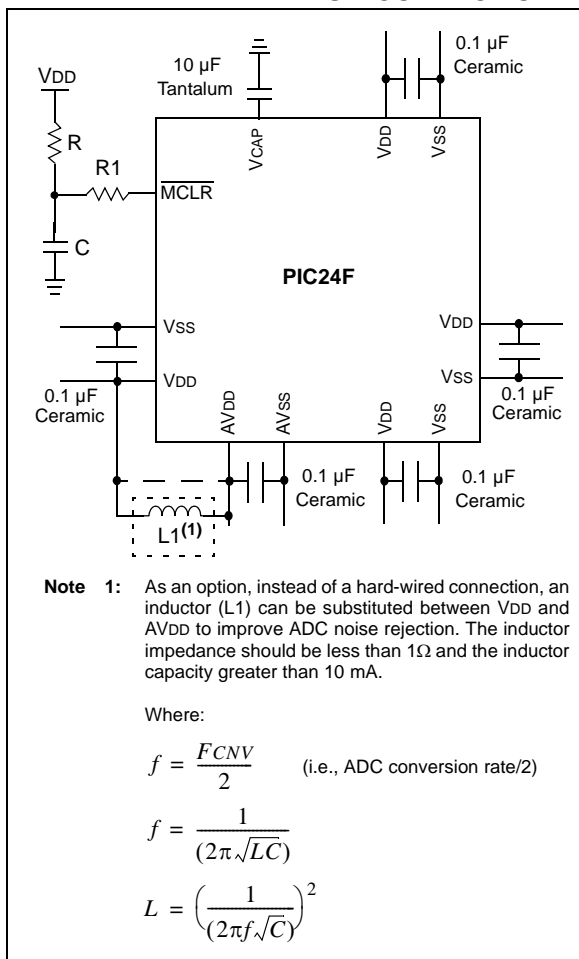 0.1 µF
Ceramic
10 µF
Tantalum
VDD
R
R1
C
VCAP
VDD
VSS
MCLR
PIC24F
VSS
VDD
VDD
VSS
0.1 µF
Ceramic
0.1 µF
Ceramic
AVDD
AVSS
VDD
VSS
0.1 µF
Ceramic
0.1 µF
Ceramic
L1(1)
Note 1: As an option, instead of a hard-wired connection, an
inductor (L1) can be substituted between VDD and
AVDD to improve ADC noise rejection. The inductor
impedance should be less than 1Ω and the inductor
capacity greater than 10 mA.
Where:
f = FCNV / 2 (i.e., ADC conversion rate/2)
f = 1 / (2π√LC)
L = (1 / (2πf√C))²